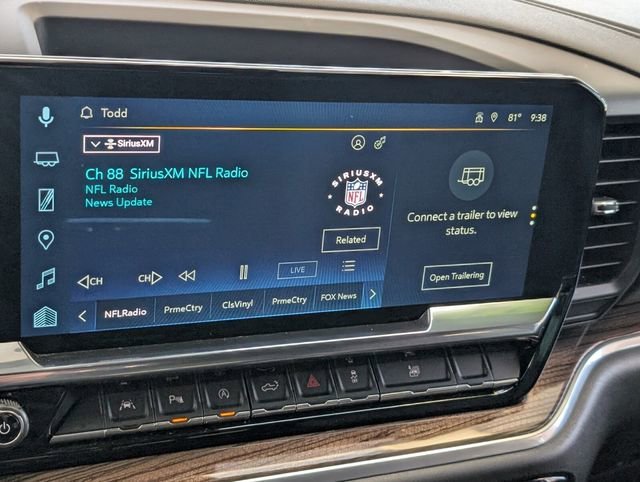 Todd
81° 9:38
SiriusXM
Ch 88 SiriusXM NFL Radio
NFL Radio
News Update
SIRIUSXM
NFL
RADIO
Related
Connect a trailer to view
status.
CH
CH
LIVE
Open Trailering
NFLRadio
PrmeCtry
ClsVinyl
PrmeCtry
FOX News